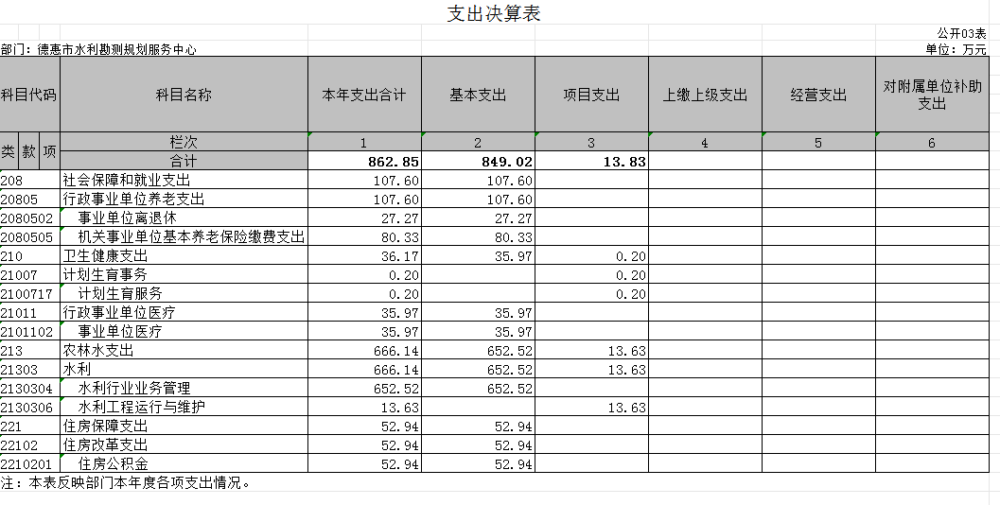 支出决算表
公开03表
部门：德惠市水利勘测规划服务中心 单位：万元
科目代码 科目名称 本年支出合计 基本支出 项目支出 上缴上级支出 经营支出 对附属单位补助支出
类 款 项 栏次 1 2 3 4 5 6
合计 862.85 849.02 13.83
208 社会保障和就业支出 107.60 107.60
20805 行政事业单位养老支出 107.60 107.60
2080502 事业单位离退休 27.27 27.27
2080505 机关事业单位基本养老保险缴费支出 80.33 80.33
210 卫生健康支出 36.17 35.97 0.20
21007 计划生育事务 0.20 0.20
2100717 计划生育服务 0.20 0.20
21011 行政事业单位医疗 35.97 35.97
2101102 事业单位医疗 35.97 35.97
213 农林水支出 666.14 652.52 13.63
21303 水利 666.14 652.52 13.63
2130304 水利行业业务管理 652.52 652.52
2130306 水利工程运行与维护 13.63 13.63
221 住房保障支出 52.94 52.94
22102 住房改革支出 52.94 52.94
2210201 住房公积金 52.94 52.94
注：本表反映部门本年度各项支出情况。